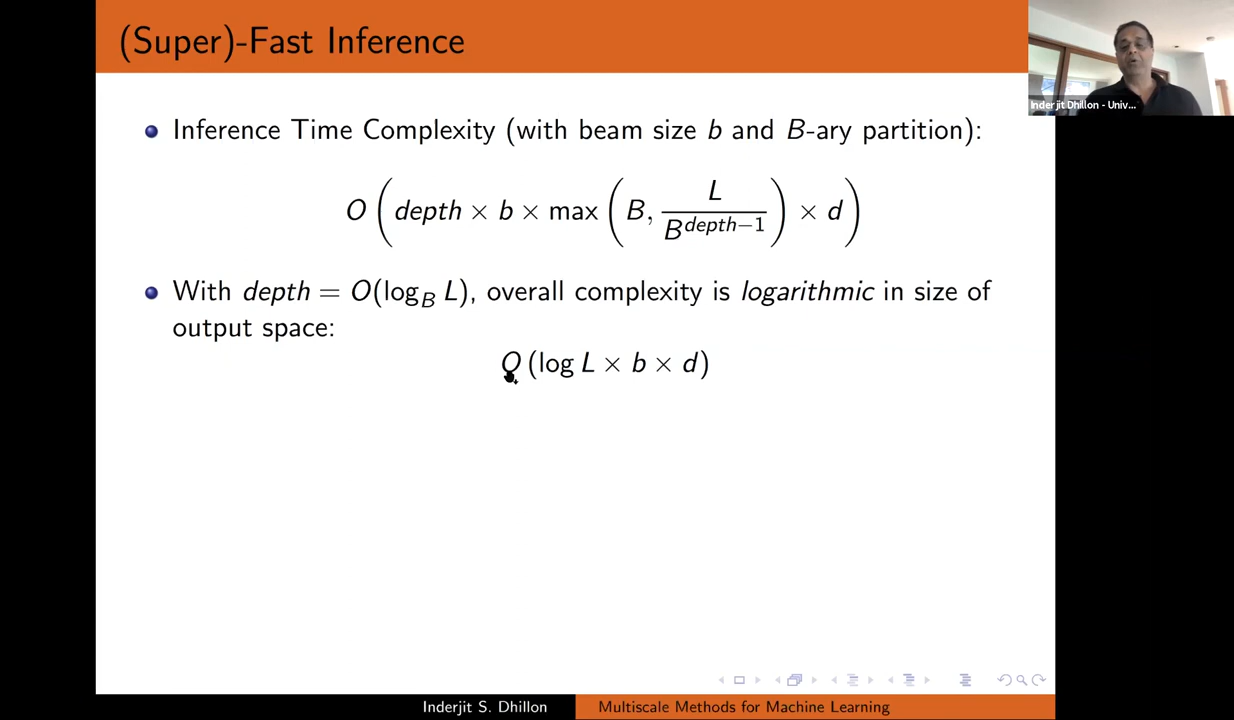 (Super)-Fast Inference
Inderjit Dhillon - Univ...
Inference Time Complexity (with beam size b and B-ary partition):
O ( depth × b × max ( B, L / B^{depth−1} ) × d )
With depth = O(log_B L), overall complexity is logarithmic in size of
output space:
O (log L × b × d)
Inderjit S. Dhillon
Multiscale Methods for Machine Learning